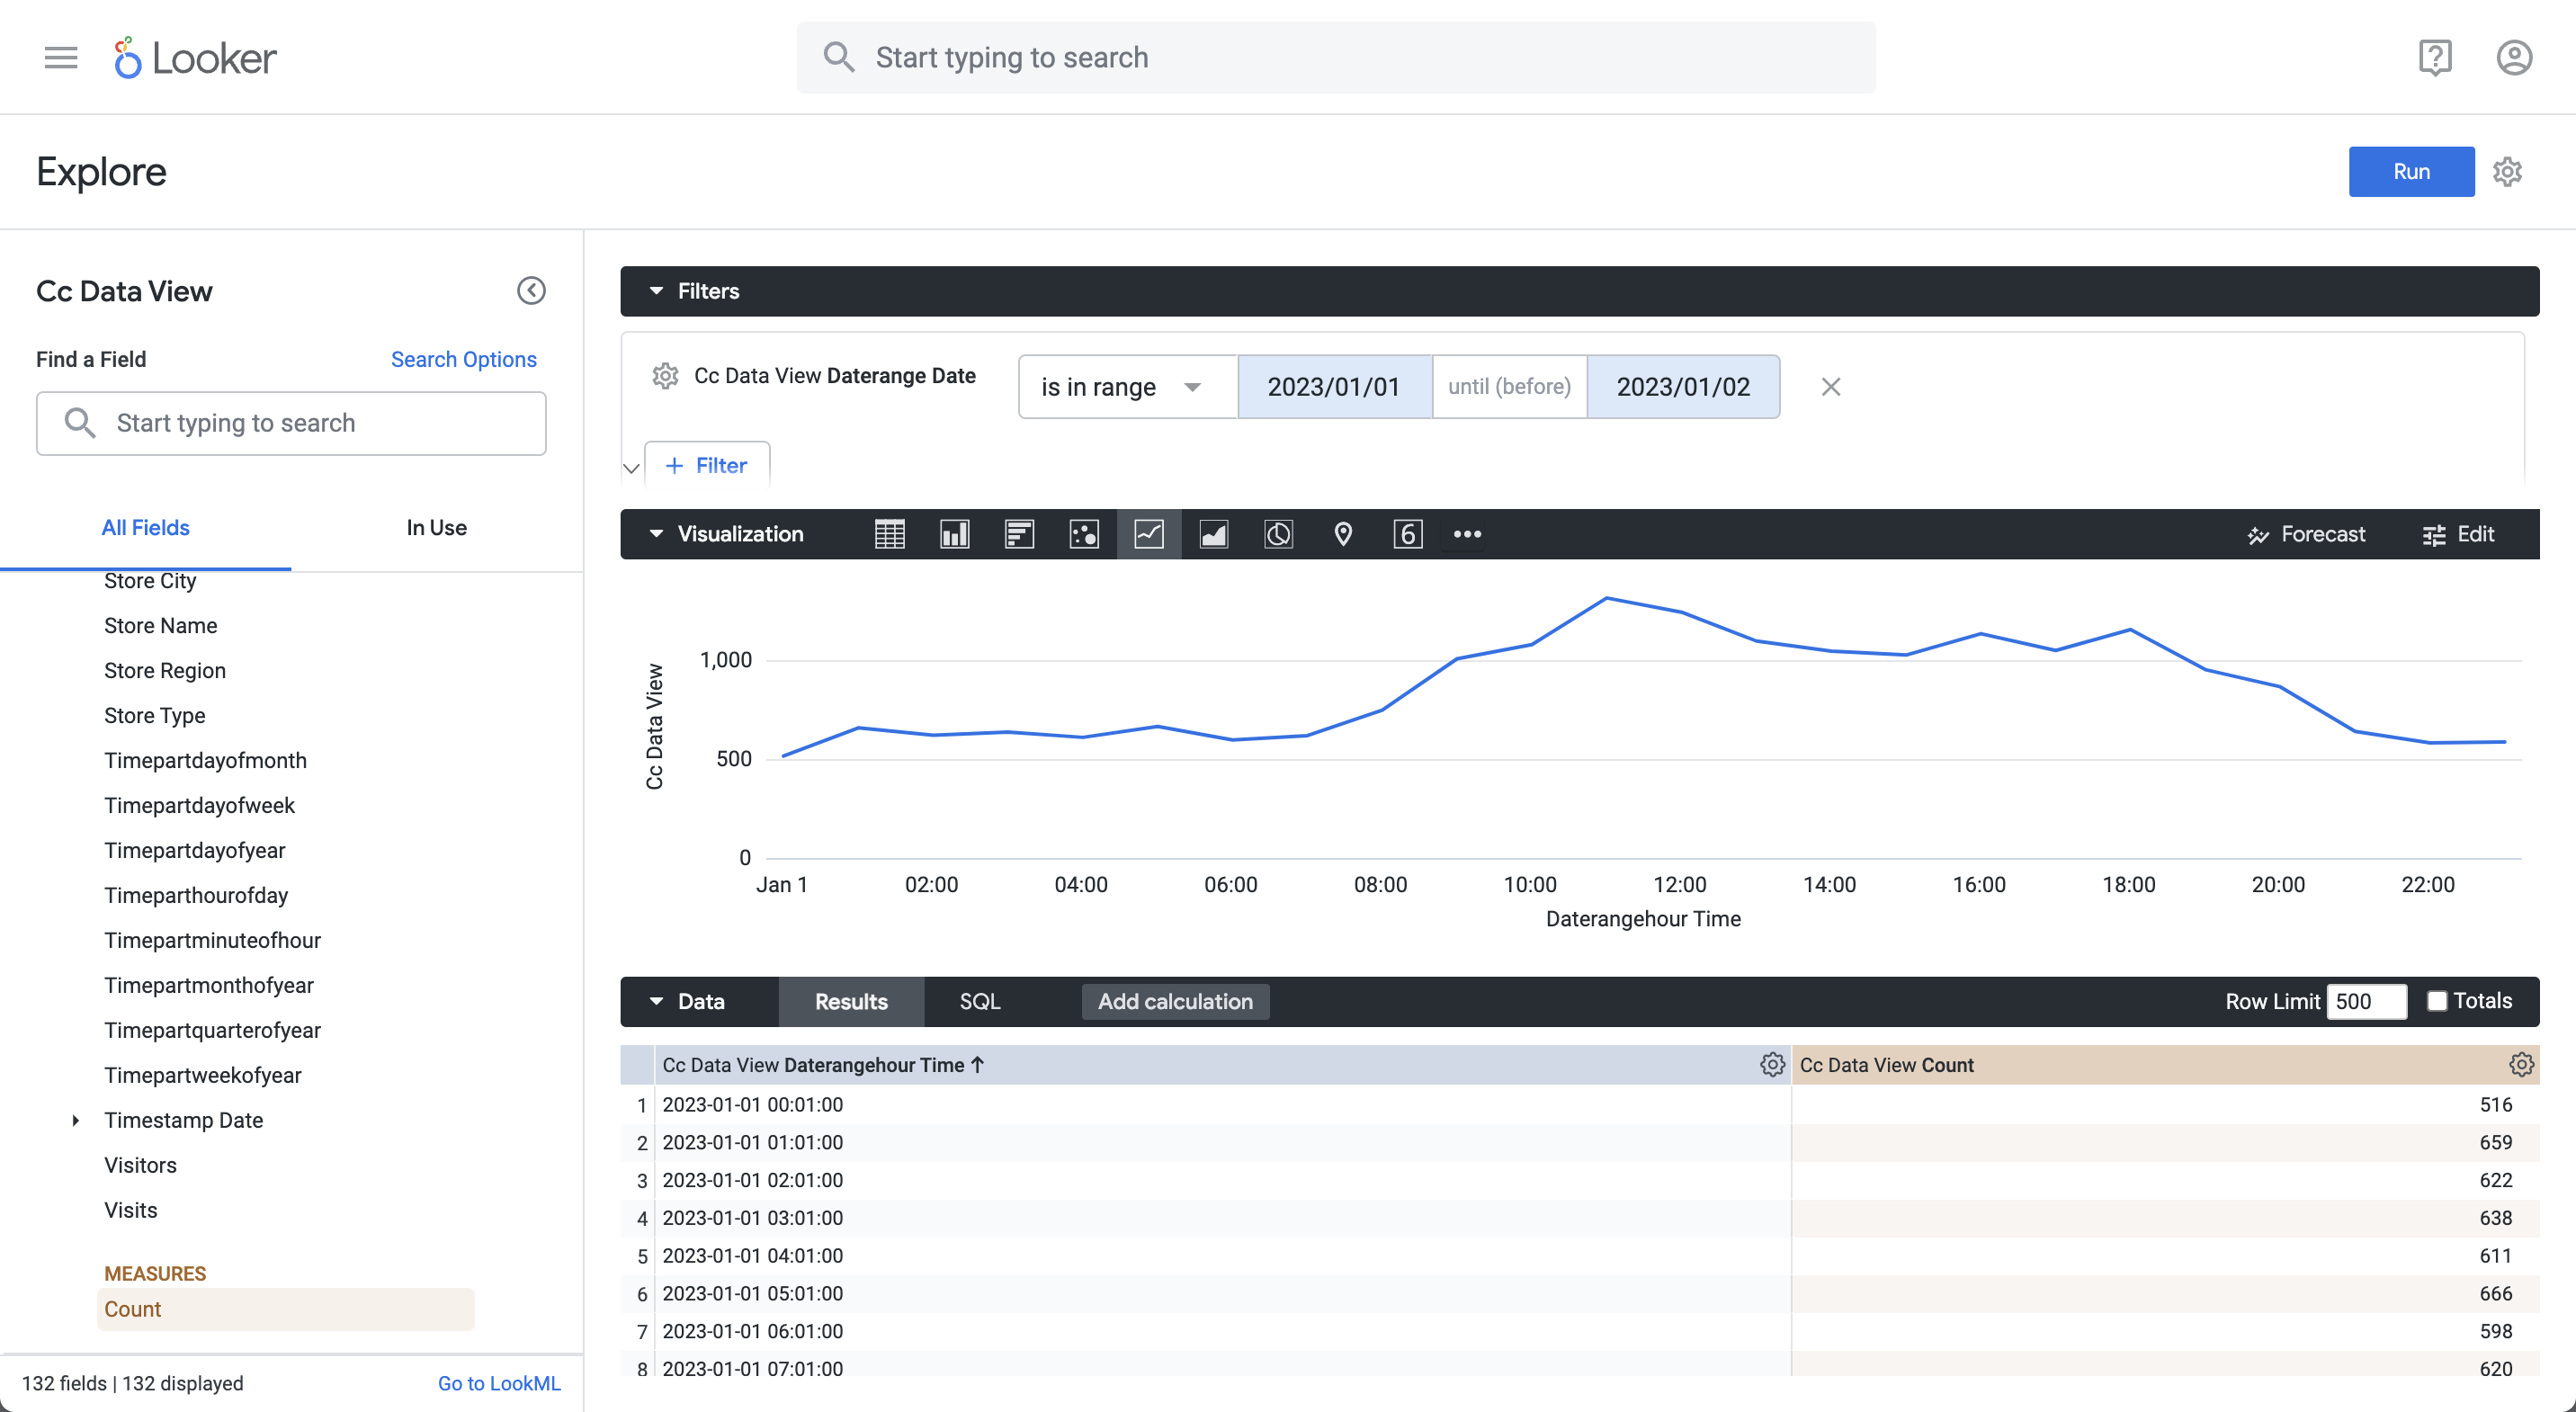 Looker
Start typing to search
Explore
Run
Cc Data View
Find a Field
Search Options
Start typing to search
All Fields
In Use
Store City
Store Name
Store Region
Store Type
Timepartdayofmonth
Timepartdayofweek
Timepartdayofyear
Timeparthourofday
Timepartminuteofhour
Timepartmonthofyear
Timepartquarterofyear
Timepartweekofyear
Timestamp Date
Visitors
Visits
MEASURES
Count
132 fields | 132 displayed
Go to LookML
Filters
Cc Data View Daterange Date
is in range
2023/01/01
until (before)
2023/01/02
+ Filter
Visualization
6
Forecast
Edit
Cc Data View
1,000
500
0
Jan 1 02:00 04:00 06:00 08:00 10:00 12:00 14:00 16:00 18:00 20:00 22:00
Daterangehour Time
Data
Results
SQL
Add calculation
Row Limit 500
Totals
Cc Data View Daterangehour Time ↑ Cc Data View Count
1 2023-01-01 00:01:00 516
2 2023-01-01 01:01:00 659
3 2023-01-01 02:01:00 622
4 2023-01-01 03:01:00 638
5 2023-01-01 04:01:00 611
6 2023-01-01 05:01:00 666
7 2023-01-01 06:01:00 598
8 2023-01-01 07:01:00 620